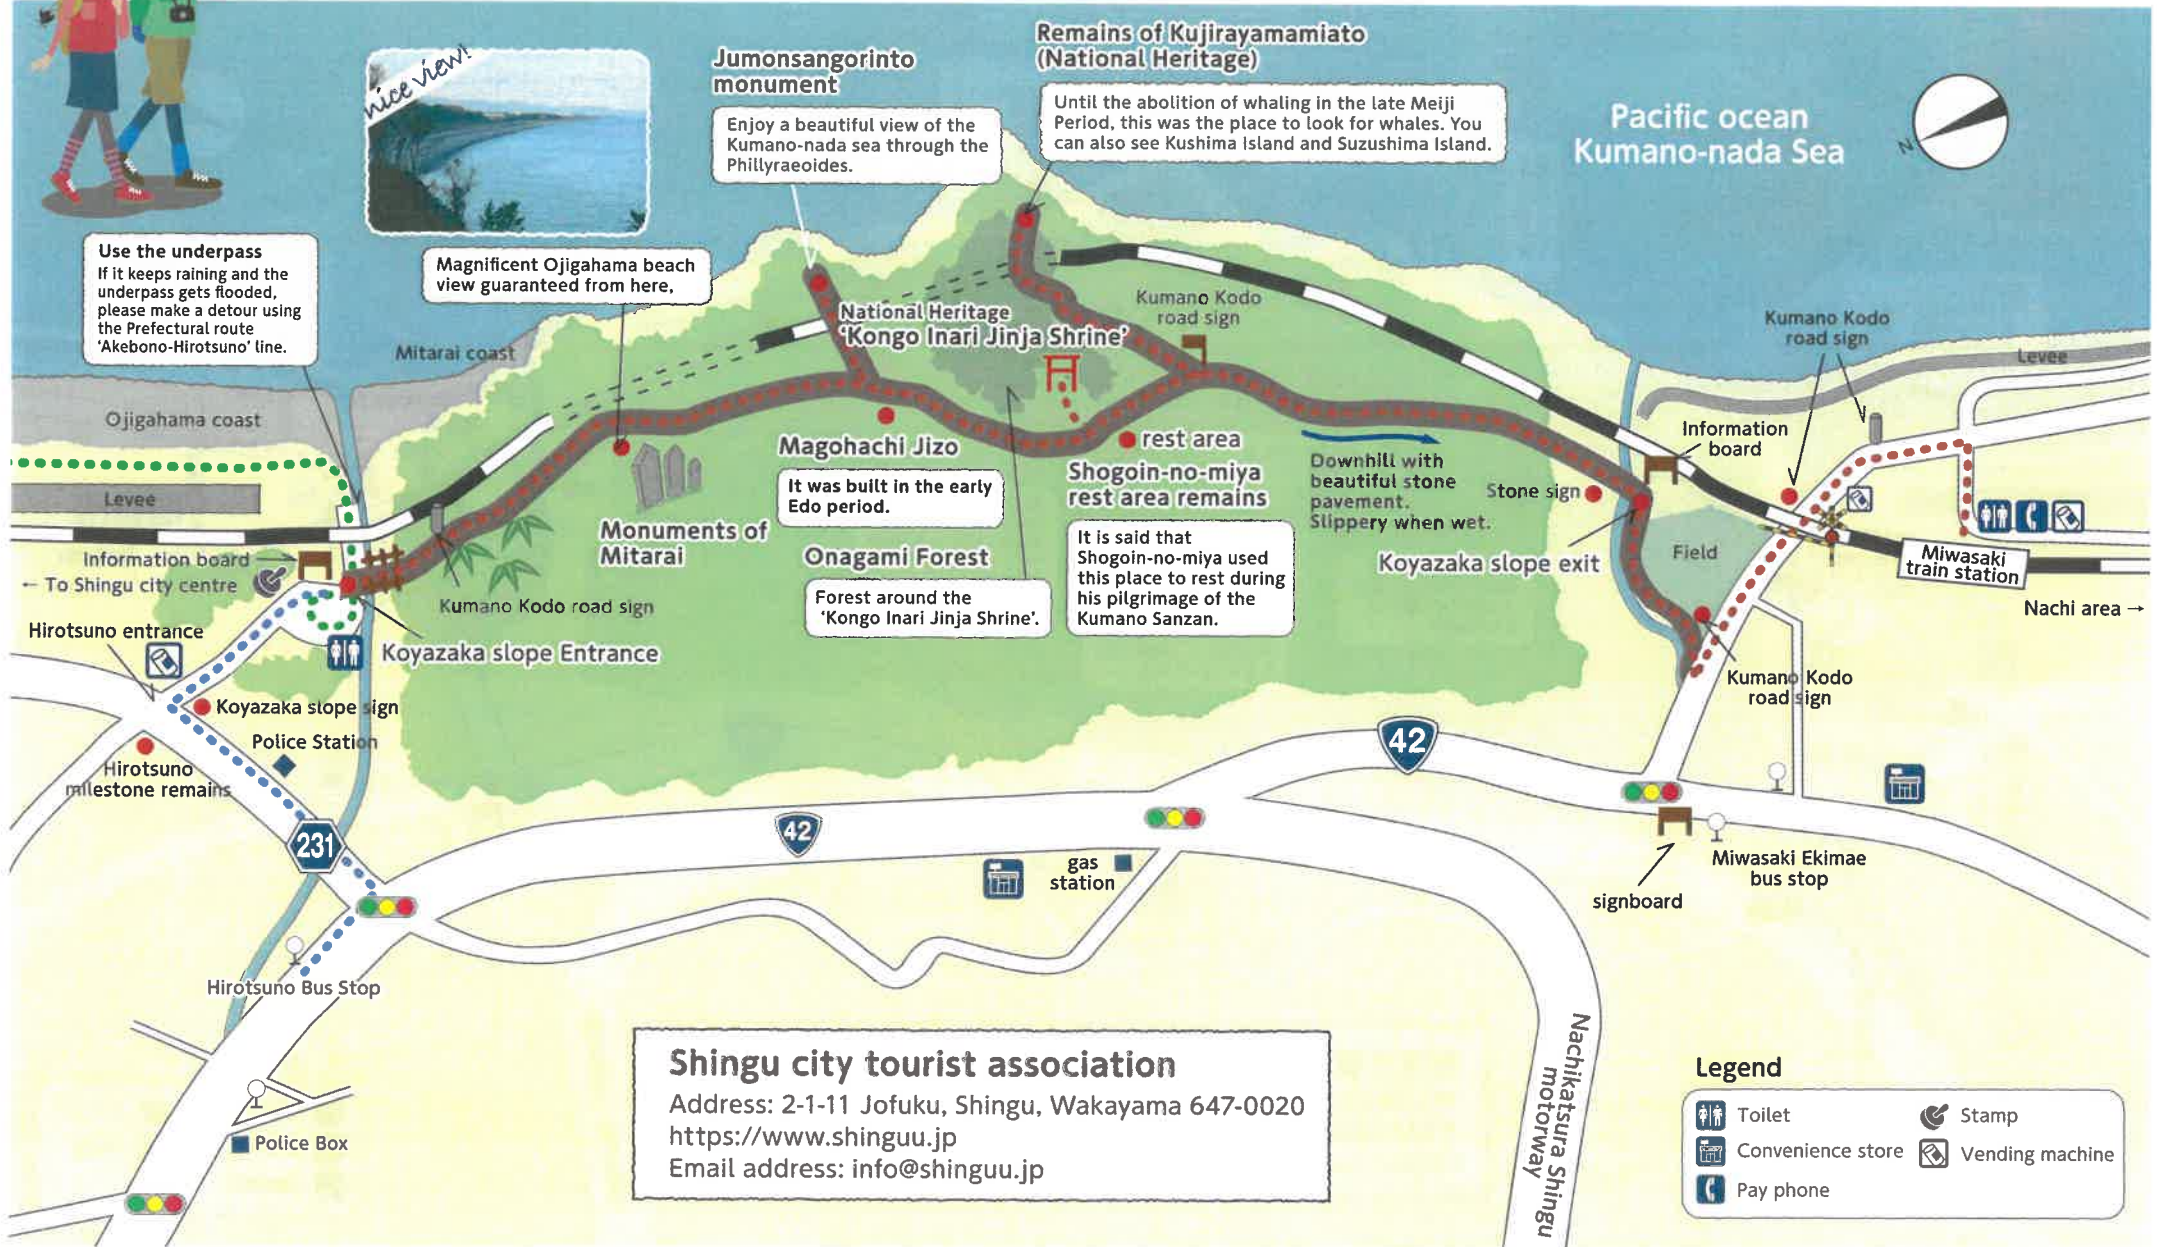 nice view!
Jumonsangorinto
monument
Enjoy a beautiful view of the
Kumano-nada sea through the
Phillyraeoides.
Remains of Kujirayamamiato
(National Heritage)
Until the abolition of whaling in the late Meiji
Period, this was the place to look for whales. You
can also see Kushima Island and Suzushima Island.
Pacific ocean
Kumano-nada Sea
N
Use the underpass
If it keeps raining and the
underpass gets flooded,
please make a detour using
the Prefectural route
‘Akebono-Hirotsuno’ line.
Magnificent Ojigahama beach
view guaranteed from here,
Mitarai coast
National Heritage
‘Kongo Inari Jinja Shrine’
Kumano Kodo
road sign
Kumano Kodo
road sign
Levee
Ojigahama coast
Levee
Information
board
Magohachi Jizo
It was built in the early
Edo period.
rest area
Shogoin-no-miya
rest area remains
It is said that
Shogoin-no-miya used
this place to rest during
his pilgrimage of the
Kumano Sanzan.
Downhill with
beautiful stone
pavement.
Slippery when wet.
Stone sign
Koyazaka slope exit
Field
Miwasaki
train station
Nachi area →
Monuments of
Mitarai
Onagami Forest
Forest around the
‘Kongo Inari Jinja Shrine’.
Information board
← To Shingu city centre
Kumano Kodo road sign
Hirotsuno entrance
Koyazaka slope Entrance
Kumano Kodo
road sign
Koyazaka slope sign
Police Station
Hirotsuno
milestone remains
42
231
42
gas
station
Miwasaki Ekimae
bus stop
signboard
Hirotsuno Bus Stop
Police Box
Nachikatsura Shingu
motorway
Shingu city tourist association
Address: 2-1-11 Jofuku, Shingu, Wakayama 647-0020
https://www.shinguu.jp
Email address: info@shinguu.jp
Legend
Toilet
Stamp
Convenience store
Vending machine
Pay phone